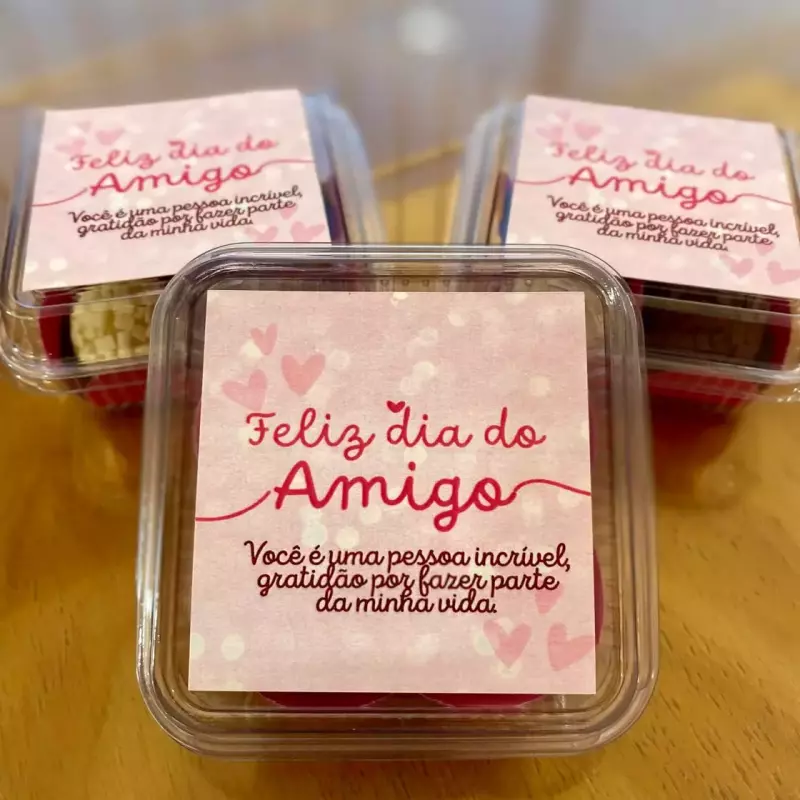 Feliz dia do
Amigo
Você é uma pessoa incrível,
gratidão por fazer parte
da minha vida.
Feliz dia do
Amigo
Você é uma pessoa incrível,
gratidão por fazer parte
da minha vida.
Feliz dia do
Amigo
Você é uma pessoa incrível,
gratidão por fazer parte
da minha vida.